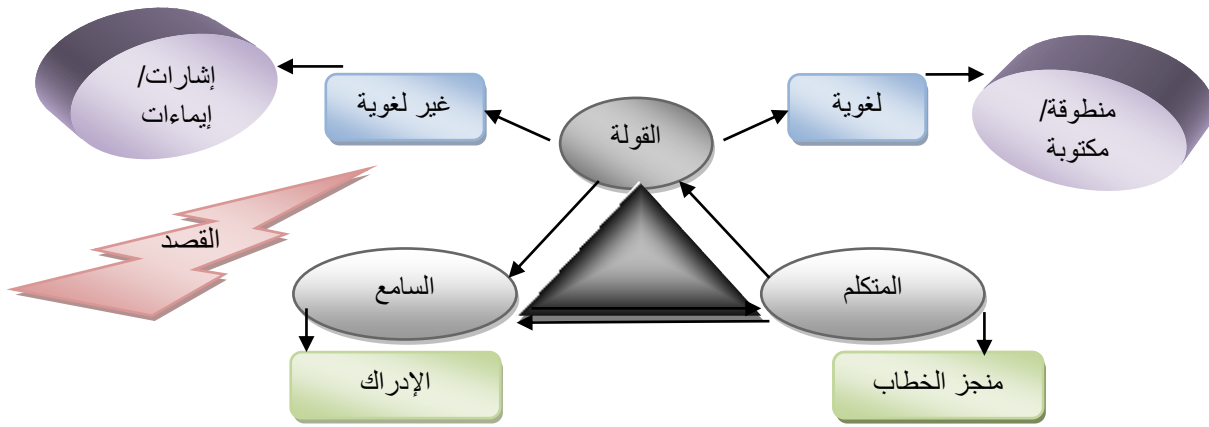 منطوقة/
مكتوبة
لغوية
القولة
غير لغوية
إشارات/
إيماءات
القصد
المتكلم
السامع
منجز الخطاب
الإدراك